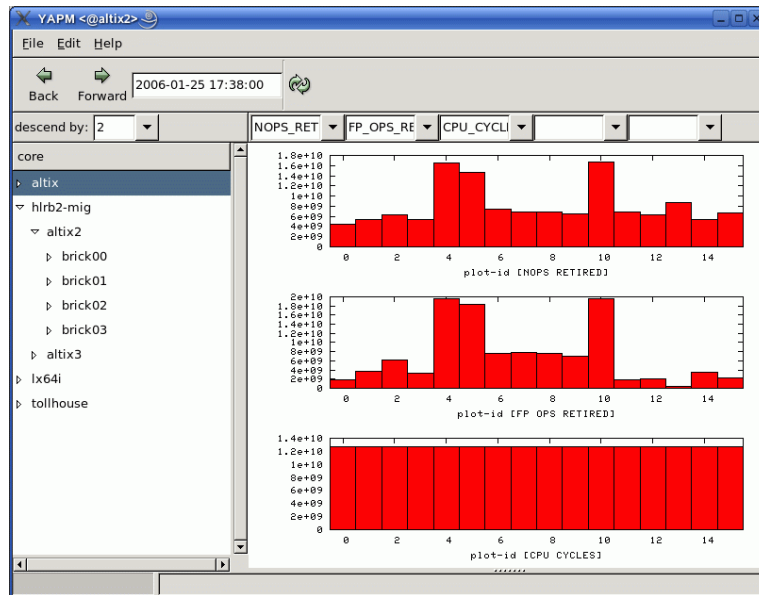 YAPM <@altix2>
File Edit Help
Back Forward 2006-01-25 17:38:00
descend by: 2 NOPS_RET FP_OPS_RE CPU_CYCL
core
altix
hlrb2-mig
altix2
brick00
brick01
brick02
brick03
altix3
lx64i
tollhouse
1.8e+10
1.6e+10
1.4e+10
1.2e+10
1e+10
8e+09
6e+09
4e+09
2e+09
0
0 2 4 6 8 10 12 14
plot-id [NOPS RETIRED]
2e+10
1.8e+10
1.6e+10
1.4e+10
1.2e+10
1e+10
8e+09
6e+09
4e+09
2e+09
0
0 2 4 6 8 10 12 14
plot-id [FP OPS RETIRED]
1.4e+10
1.2e+10
1e+10
8e+09
6e+09
4e+09
2e+09
0
0 2 4 6 8 10 12 14
plot-id [CPU CYCLES]